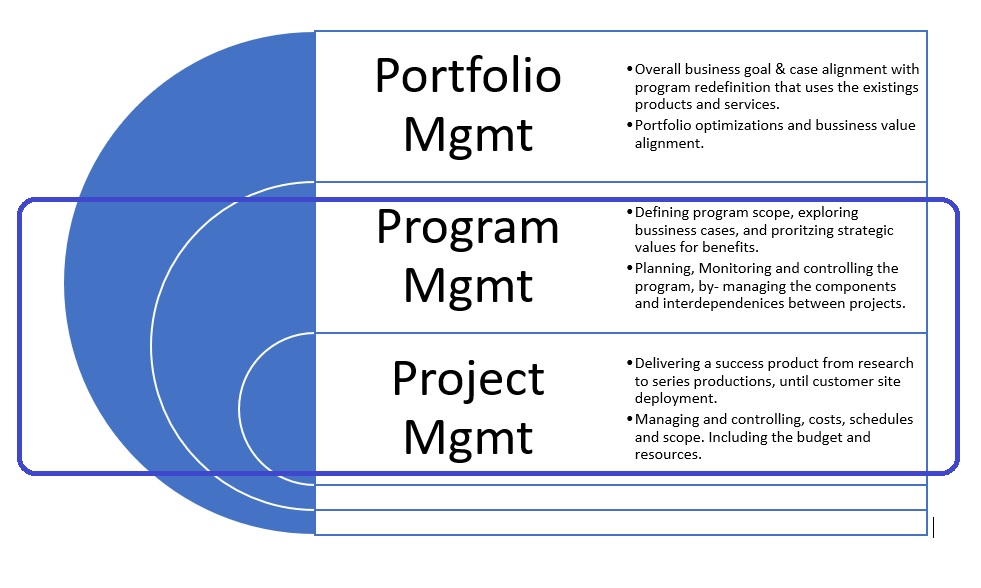 Portfolio
Mgmt
•Overall business goal & case alignment with
program redefinition that uses the existings
products and services.
•Portfolio optimizations and bussiness value
alignment.
Program
Mgmt
•Defining program scope, exploring
bussiness cases, and proritzing strategic
values for benefits.
•Planning, Monitoring and controlling the
program, by- managing the components
and interdependenices between projects.
Project
Mgmt
•Delivering a success product from research
to series productions, until customer site
deployment.
•Managing and controlling, costs, schedules
and scope. Including the budget and
resources.